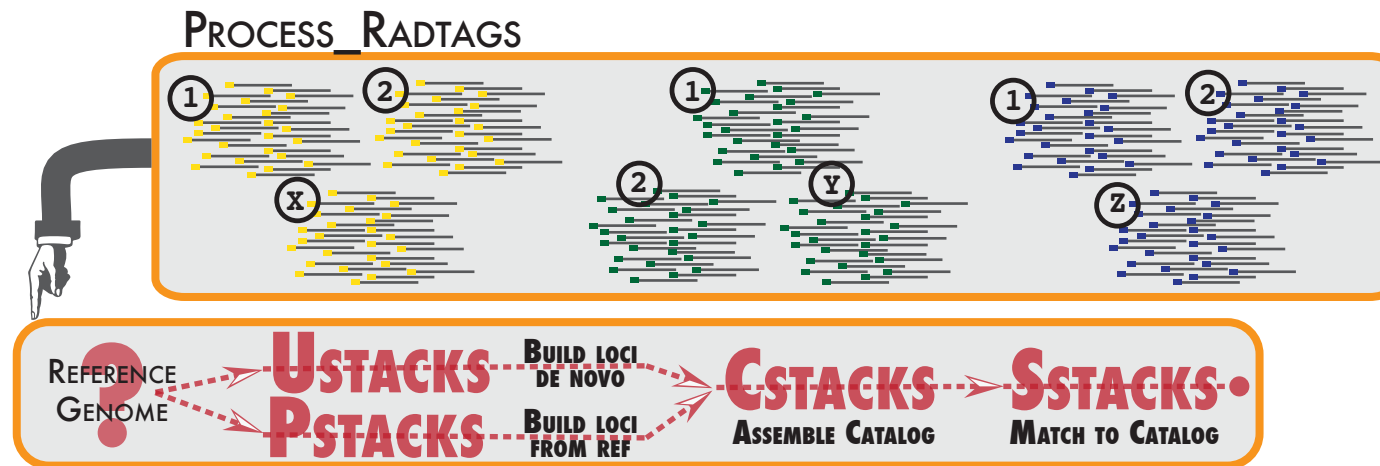 PROCESS_RADTAGS
1
2
X
1
2
Y
1
2
Z
REFERENCE
GENOME
?
USTACKS
BUILD LOCI
DE NOVO
PSTACKS
BUILD LOCI
FROM REF
CSTACKS
ASSEMBLE CATALOG
SSTACKS
MATCH TO CATALOG